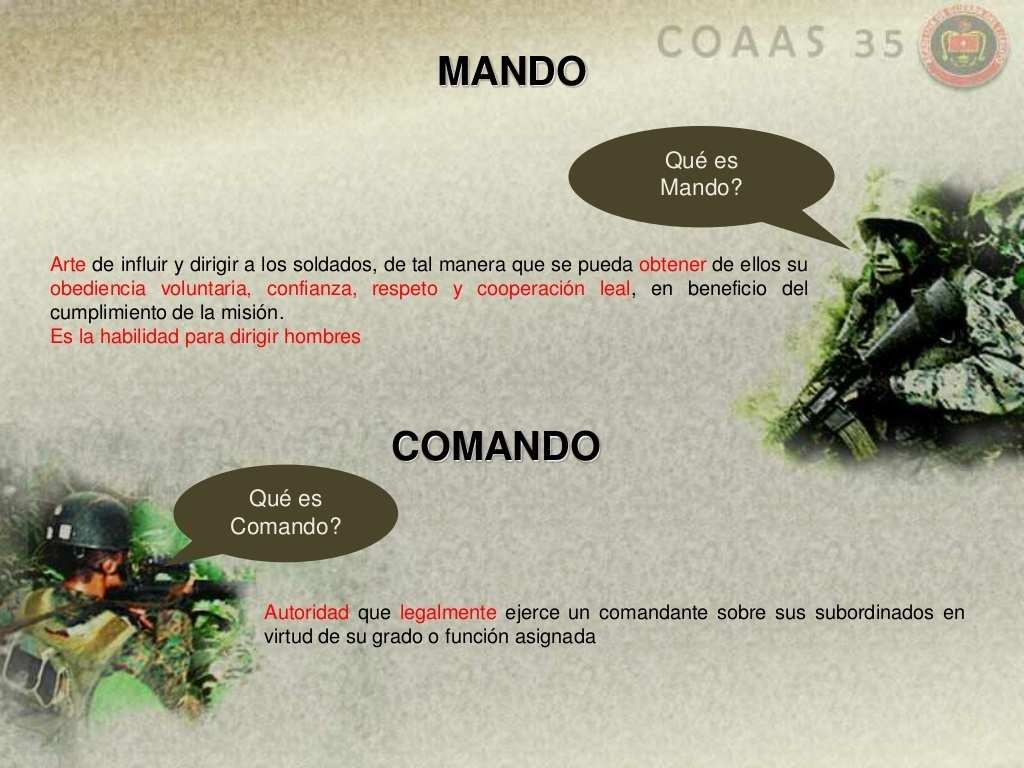 COAAS 35
MANDO
Qué es
Mando?
Arte de influir y dirigir a los soldados, de tal manera que se pueda obtener de ellos su
obediencia voluntaria, confianza, respeto y cooperación leal, en beneficio del
cumplimiento de la misión.
Es la habilidad para dirigir hombres
COMANDO
Qué es
Comando?
Autoridad que legalmente ejerce un comandante sobre sus subordinados en
virtud de su grado o función asignada